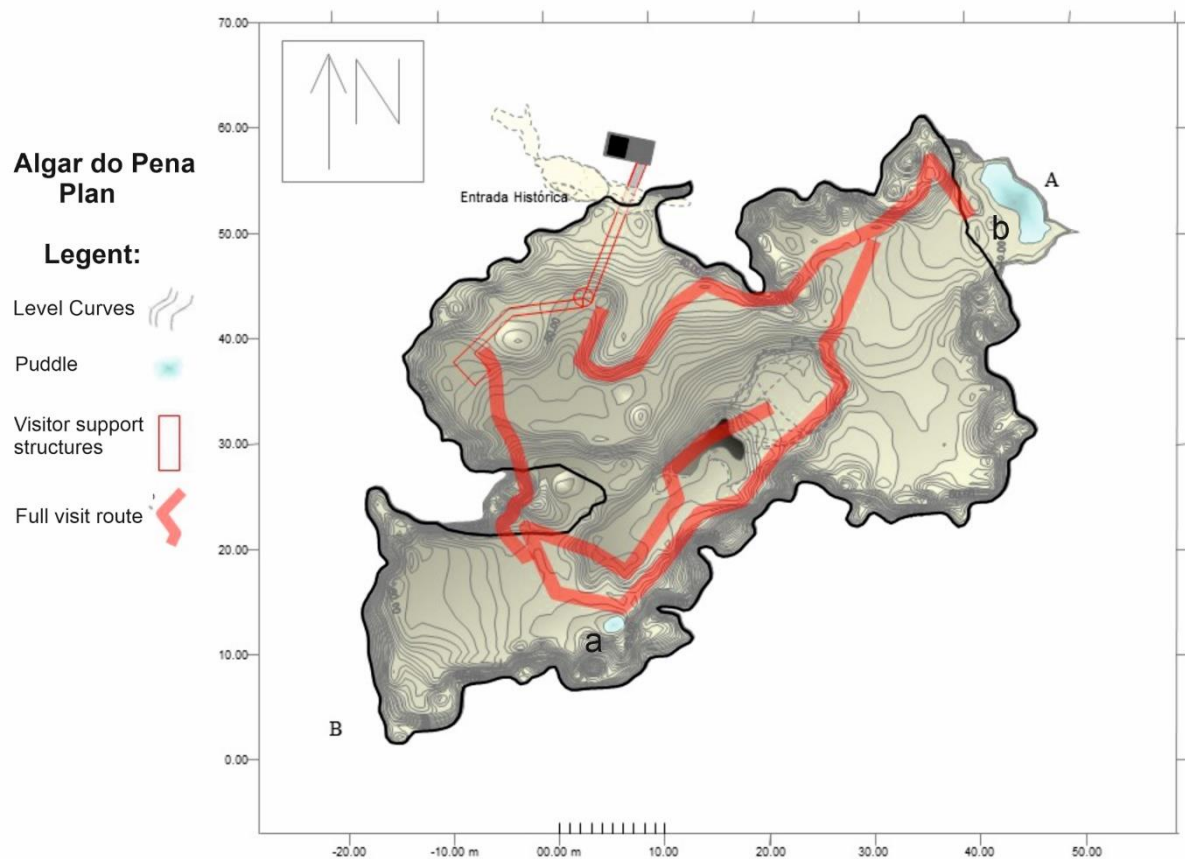 Algar do Pena
Plan
Legent:
Level Curves
Puddle
Visitor support
structures
Full visit route
N
Entrada Histórica
A
b
a
B
70.00
60.00
50.00
40.00
30.00
20.00
10.00
0.00
-20.00
-10.00 m
00.00 m
10.00
20.00
30.00
40.00
50.00